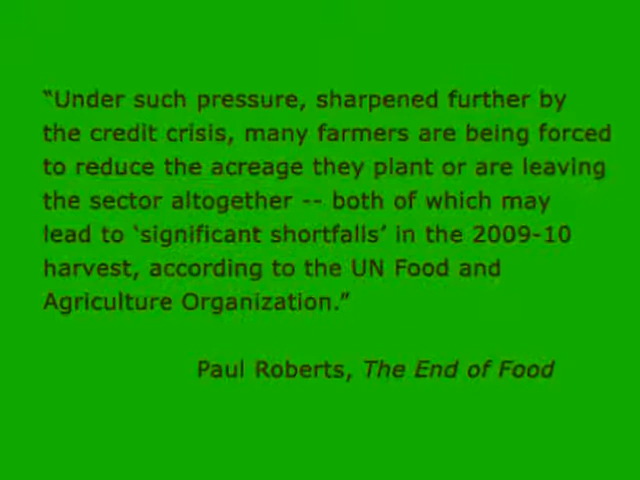 “Under such pressure, sharpened further by
the credit crisis, many farmers are being forced
to reduce the acreage they plant or are leaving
the sector altogether -- both of which may
lead to ‘significant shortfalls’ in the 2009-10
harvest, according to the UN Food and
Agriculture Organization.”
Paul Roberts, The End of Food